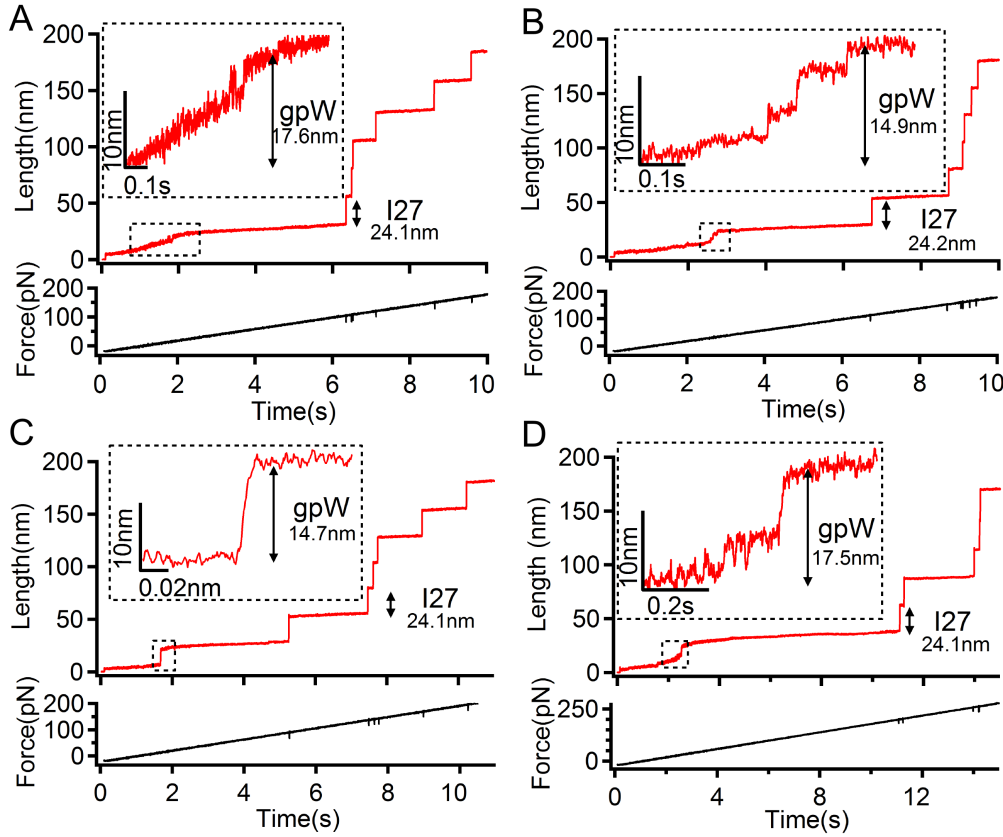 A
B
200
150
100
50
0
Length(nm)
10nm
0.1s
gpW
17.6nm
I27
24.1nm
200
100
0
Force(pN)
0
2
4
6
8
10
Time(s)
200
150
100
50
0
Length(nm)
10nm
0.1s
gpW
14.9nm
I27
24.2nm
200
100
0
Force(pN)
0
2
4
6
8
10
Time(s)
C
D
200
150
100
50
0
Length(nm)
10nm
0.02nm
gpW
14.7nm
I27
24.1nm
200
100
0
Force(pN)
0
2
4
6
8
10
Time(s)
200
150
100
50
0
Length (nm)
10nm
0.2s
gpW
17.5nm
I27
24.1nm
250
0
Force(pN)
0
4
8
12
Time(s)